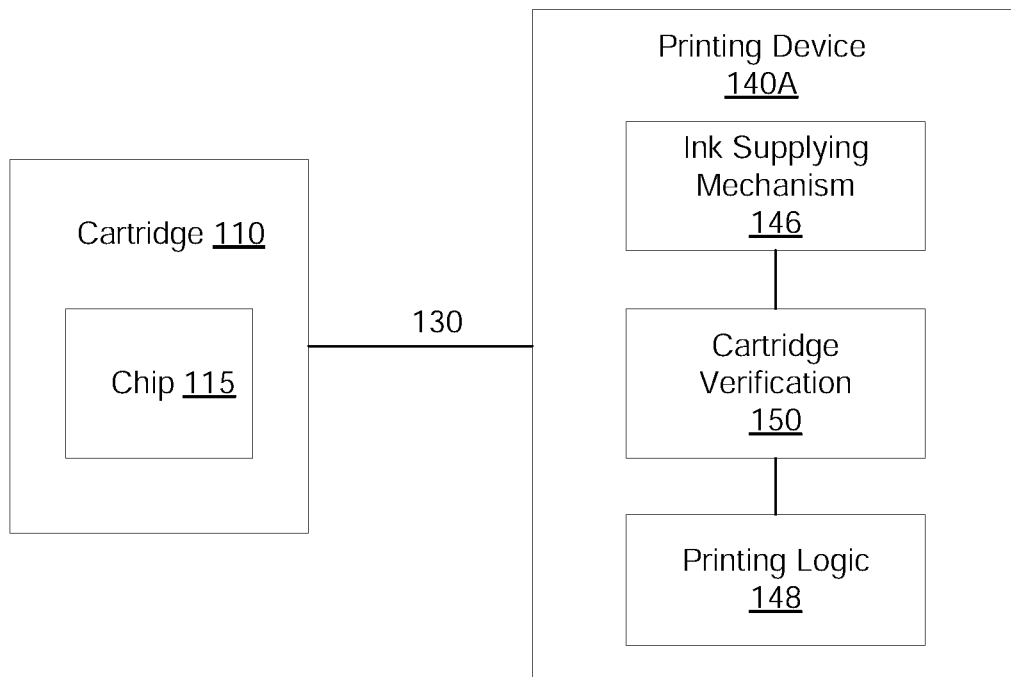 Cartridge 110
Chip 115
130
Printing Device
140A
Ink Supplying
Mechanism
146
Cartridge
Verification
150
Printing Logic
148